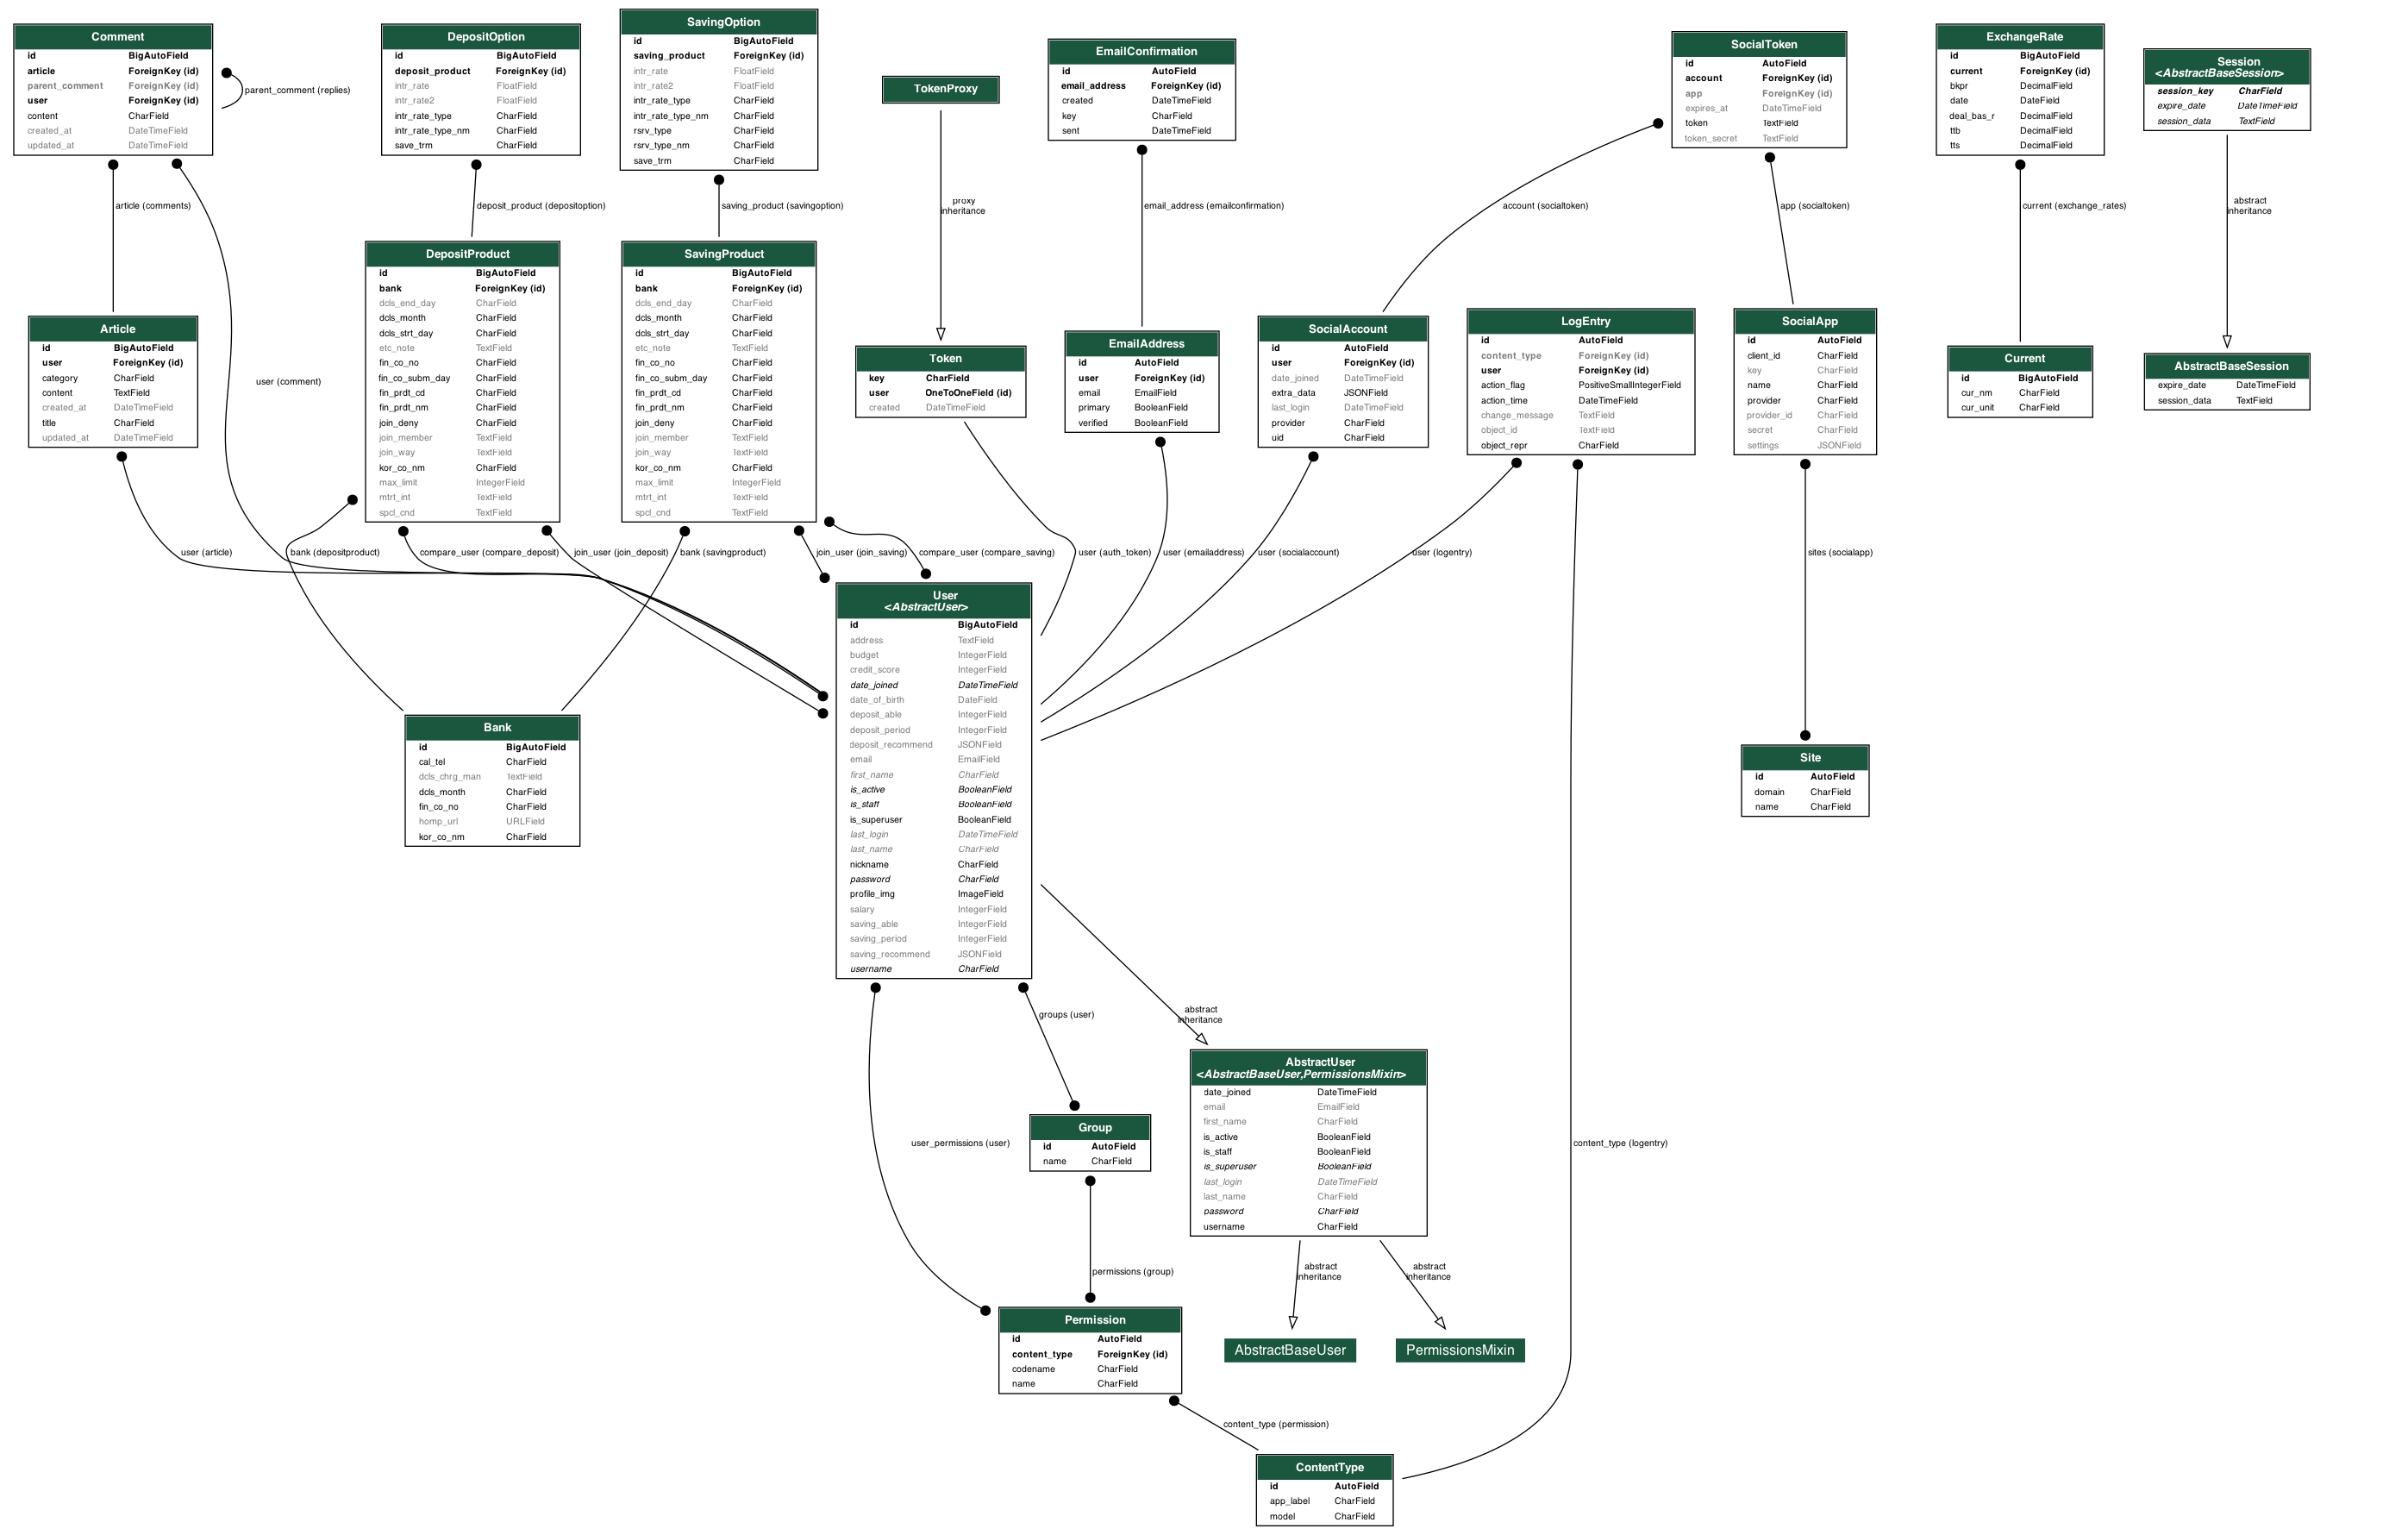 Comment
id BigAutoField
article ForeignKey (id)
parent_comment ForeignKey (id)
user ForeignKey (id)
content CharField
created_at DateTimeField
updated_at DateTimeField
parent_comment (replies)
DepositOption
id BigAutoField
deposit_product ForeignKey (id)
intr_rate FloatField
intr_rate2 FloatField
intr_rate_type CharField
intr_rate_type_nm CharField
save_trm CharField
SavingOption
id BigAutoField
saving_product ForeignKey (id)
intr_rate FloatField
intr_rate2 FloatField
intr_rate_type CharField
intr_rate_type_nm CharField
rsrv_type CharField
rsrv_type_nm CharField
save_trm CharField
TokenProxy
EmailConfirmation
id AutoField
email_address ForeignKey (id)
created DateTimeField
key CharField
sent DateTimeField
SocialToken
id AutoField
account ForeignKey (id)
app ForeignKey (id)
expires_at DateTimeField
token TextField
token_secret TextField
ExchangeRate
id BigAutoField
current ForeignKey (id)
bkpr DecimalField
date DateField
deal_bas_r DecimalField
ttb DecimalField
tts DecimalField
Session
<AbstractBaseSession>
session_key CharField
expire_date DateTimeField
session_data TextField
article (comments)
deposit_product (depositoption)
saving_product (savingoption)
proxy
inheritance
email_address (emailconfirmation)
account (socialtoken)
app (socialtoken)
current (exchange_rates)
abstract
inheritance
Article
id BigAutoField
user ForeignKey (id)
category CharField
content TextField
created_at DateTimeField
title CharField
updated_at DateTimeField
user (comment)
DepositProduct
id BigAutoField
bank ForeignKey (id)
dcls_end_day CharField
dcls_month CharField
dcls_strt_day CharField
etc_note TextField
fin_co_no CharField
fin_co_subm_day CharField
fin_prdt_cd CharField
fin_prdt_nm CharField
join_deny CharField
join_member TextField
join_way TextField
kor_co_nm CharField
max_limit IntegerField
mtrt_int TextField
spcl_cnd TextField
SavingProduct
id BigAutoField
bank ForeignKey (id)
dcls_end_day CharField
dcls_month CharField
dcls_strt_day CharField
etc_note TextField
fin_co_no CharField
fin_co_subm_day CharField
fin_prdt_cd CharField
fin_prdt_nm CharField
join_deny CharField
join_member TextField
join_way TextField
kor_co_nm CharField
max_limit IntegerField
mtrt_int TextField
spcl_cnd TextField
Token
key CharField
user OneToOneField (id)
created DateTimeField
EmailAddress
id AutoField
user ForeignKey (id)
email EmailField
primary BooleanField
verified BooleanField
SocialAccount
id AutoField
user ForeignKey (id)
date_joined DateTimeField
extra_data JSONField
last_login DateTimeField
provider CharField
uid CharField
LogEntry
id AutoField
content_type ForeignKey (id)
user ForeignKey (id)
action_flag PositiveSmallIntegerField
action_time DateTimeField
change_message TextField
object_id TextField
object_repr CharField
SocialApp
id AutoField
client_id CharField
key CharField
name CharField
provider CharField
provider_id CharField
secret CharField
settings JSONField
Current
id BigAutoField
cur_nm CharField
cur_unit CharField
AbstractBaseSession
expire_date DateTimeField
session_data TextField
user (article)
bank (depositproduct)
compare_user (compare_deposit)
join_user (join_deposit)
bank (savingproduct)
join_user (join_saving)
compare_user (compare_saving)
user (auth_token)
user (emailaddress)
user (socialaccount)
user (logentry)
sites (socialapp)
User
<AbstractUser>
id BigAutoField
address TextField
budget IntegerField
credit_score IntegerField
date_joined DateTimeField
date_of_birth DateField
deposit_able IntegerField
deposit_period IntegerField
deposit_recommend JSONField
email EmailField
first_name CharField
is_active BooleanField
is_staff BooleanField
is_superuser BooleanField
last_login DateTimeField
last_name CharField
nickname CharField
password CharField
profile_img ImageField
salary IntegerField
saving_able IntegerField
saving_period IntegerField
saving_recommend JSONField
username CharField
Bank
id BigAutoField
cal_tel CharField
dcls_chrg_man TextField
dcls_month CharField
fin_co_no CharField
homp_url URLField
kor_co_nm CharField
Site
id AutoField
domain CharField
name CharField
groups (user)
abstract
inheritance
user_permissions (user)
AbstractUser
<AbstractBaseUser,PermissionsMixin>
date_joined DateTimeField
email EmailField
first_name CharField
is_active BooleanField
is_staff BooleanField
is_superuser BooleanField
last_login DateTimeField
last_name CharField
password CharField
username CharField
Group
id AutoField
name CharField
content_type (logentry)
permissions (group)
abstract
inheritance
abstract
inheritance
Permission
id AutoField
content_type ForeignKey (id)
codename CharField
name CharField
AbstractBaseUser
PermissionsMixin
content_type (permission)
ContentType
id AutoField
app_label CharField
model CharField